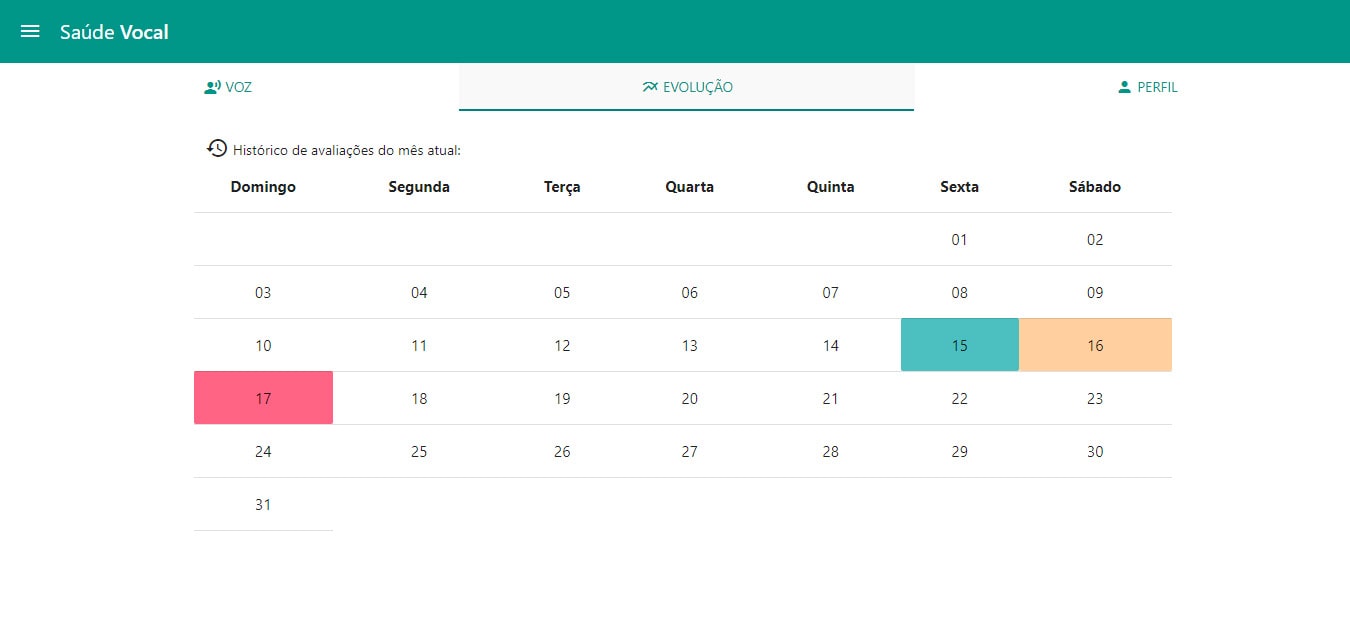 Saúde Vocal
VOZ EVOLUÇÃO PERFIL
Histórico de avaliações do mês atual:
Domingo Segunda Terça Quarta Quinta Sexta Sábado
01 02
03 04 05 06 07 08 09
10 11 12 13 14 15 16
17 18 19 20 21 22 23
24 25 26 27 28 29 30
31